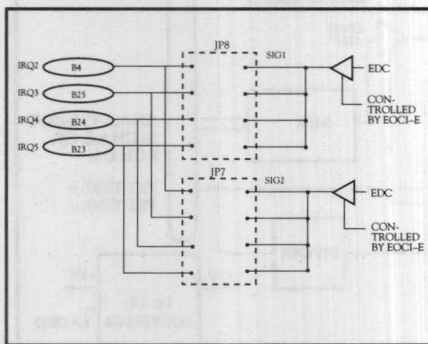 JP8
SIG1
IRQ2 B4
EDC
IRQ3 B25
IRQ4 B24
CON-
TROLLED
BY EOCI-E
IRQ5 B23
JP7
SIG2
EDC
CON-
TROLLED
BY EOCI-E